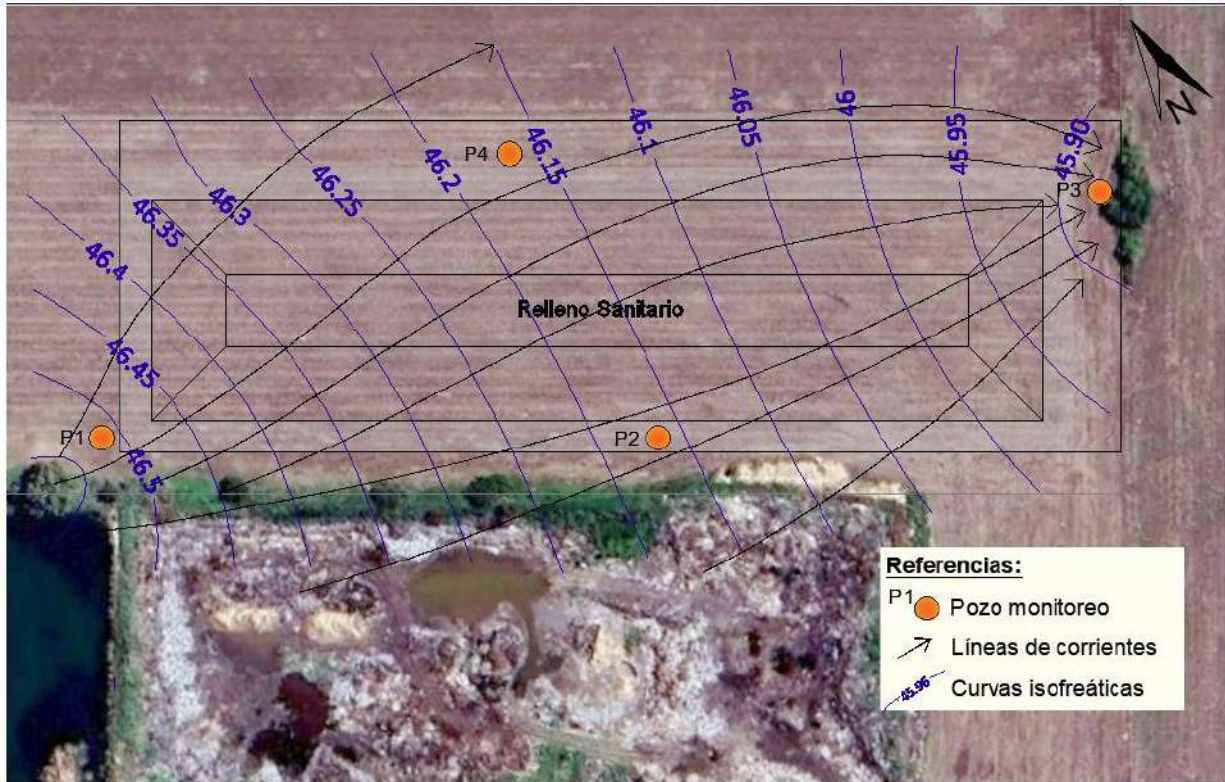 46.5
46.45
46.4
46.35
46.3
46.25
46.2
46.15
46.1
46.05
46
45.95
45.90
N
P4
P3
Relleno Sanitario
P1
P2
Referencias:
P1 Pozo monitoreo
Líneas de corrientes
45.96 Curvas isofreáticas